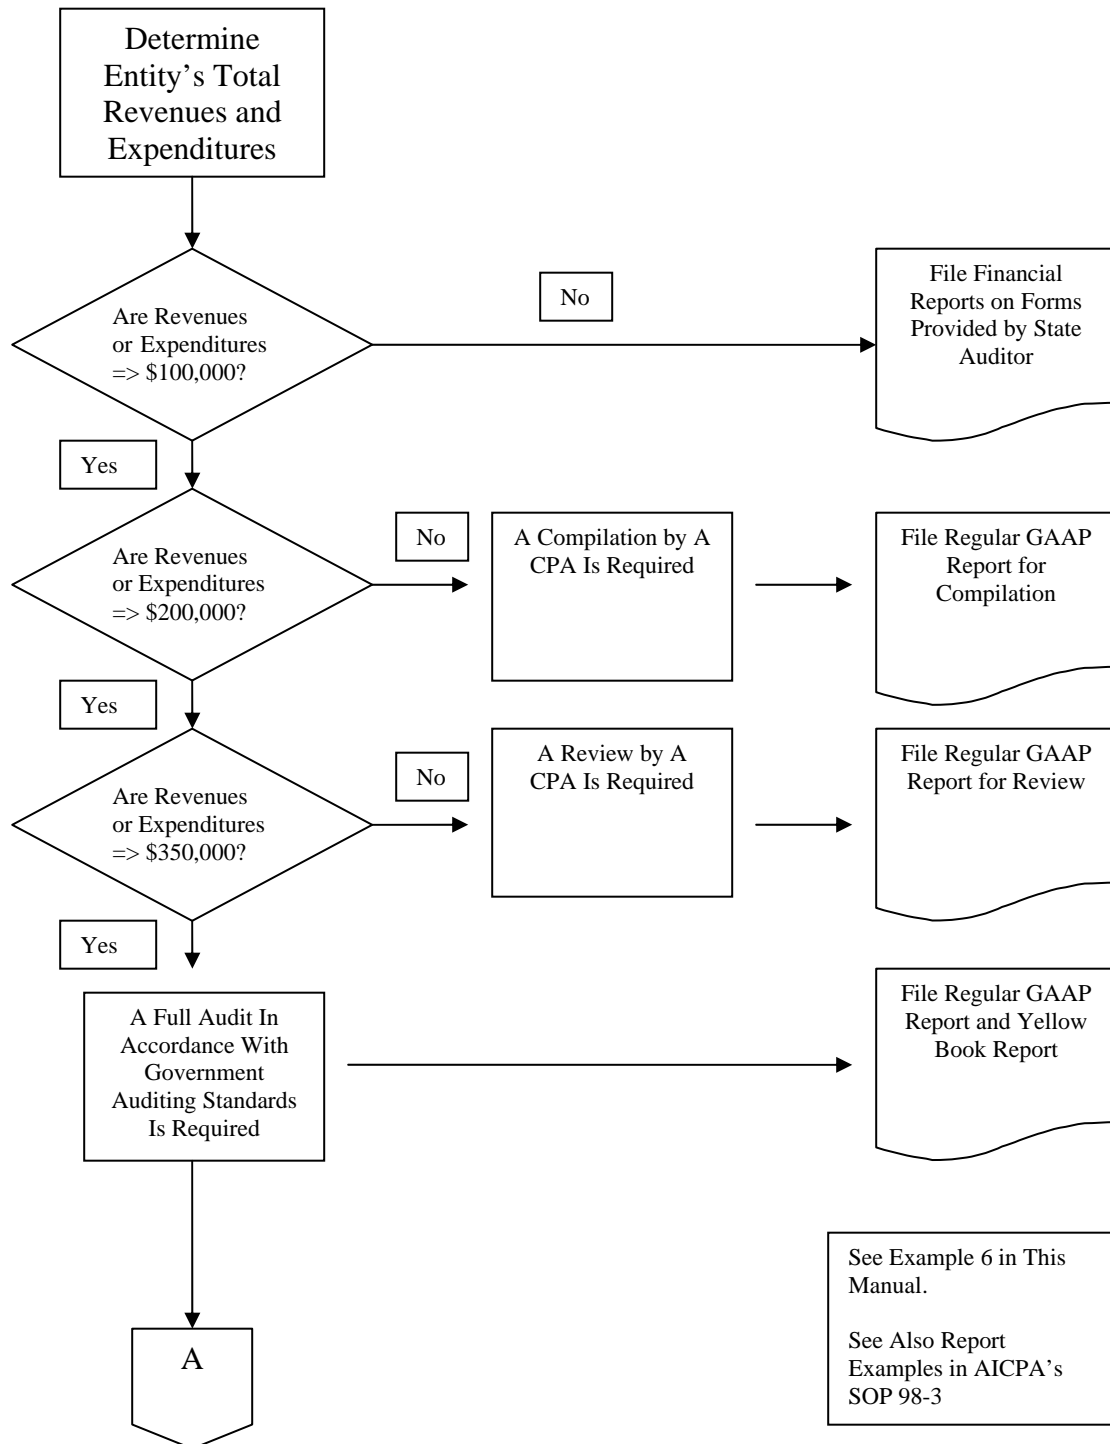 Determine
Entity's Total
Revenues and
Expenditures
Are Revenues
or Expenditures
=> $100,000?
No
File Financial
Reports on Forms
Provided by State
Auditor
Yes
Are Revenues
or Expenditures
=> $200,000?
No
A Compilation by A
CPA Is Required
File Regular GAAP
Report for
Compilation
Yes
Are Revenues
or Expenditures
=> $350,000?
No
A Review by A
CPA Is Required
File Regular GAAP
Report for Review
Yes
A Full Audit In
Accordance With
Government
Auditing Standards
Is Required
File Regular GAAP
Report and Yellow
Book Report
See Example 6 in This
Manual.
See Also Report
Examples in AICPA's
SOP 98-3
A